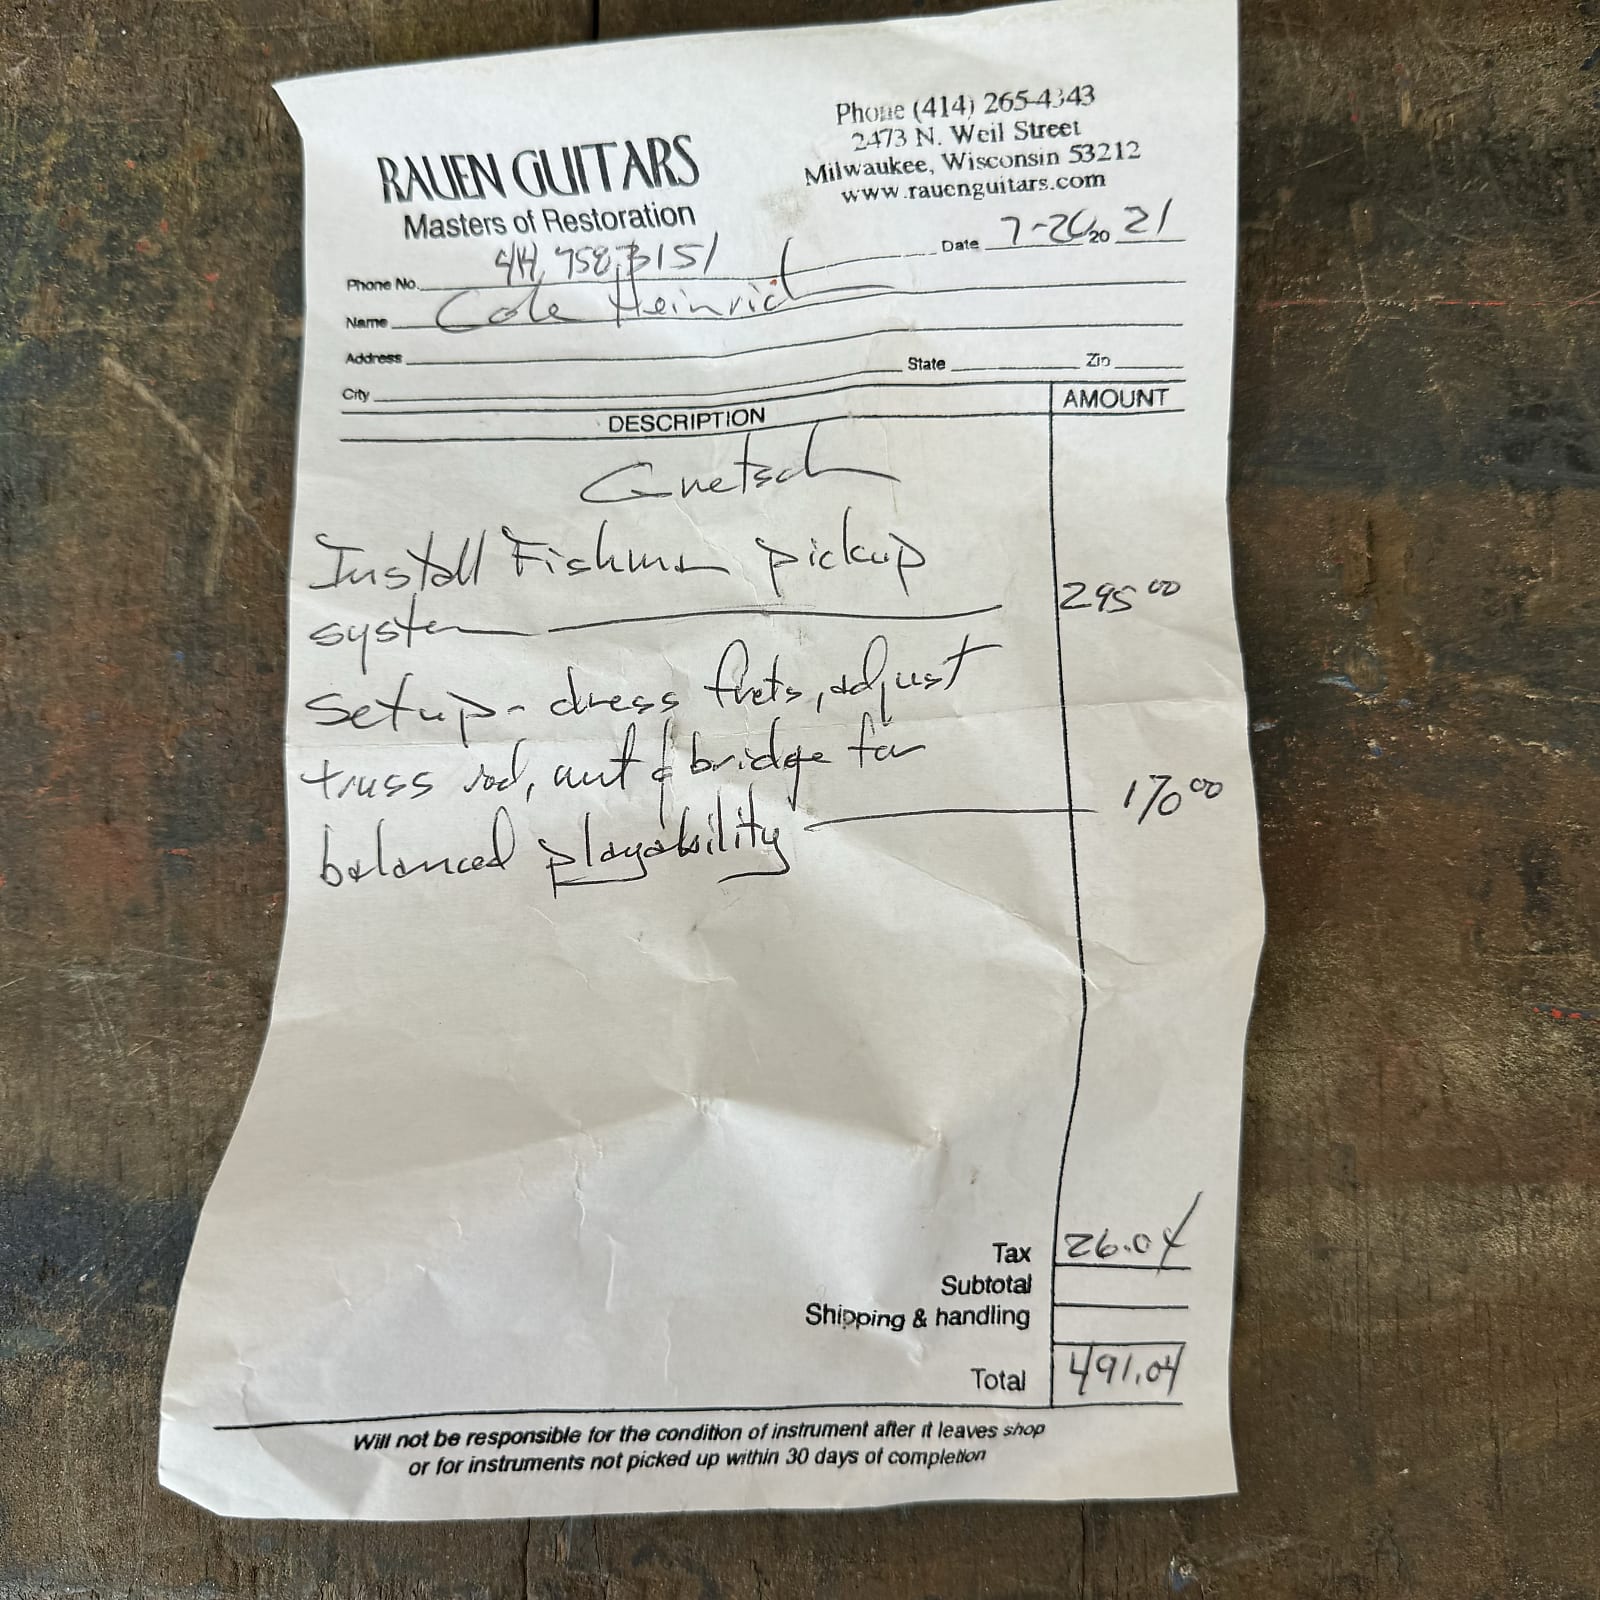 RAUEN GUITARS
Masters of Restoration
Phone (414) 265-4343
2473 N. Weil Street
Milwaukee, Wisconsin 53212
www.rauenguitars.com
Date 7-26 20 21
Phone No. 414,758,3151
Name Cole Heinrich
Address
City State Zip
DESCRIPTION AMOUNT
Gretsch
Install Fishman pickup
system 295 00
Setup - dress frets, adjust
truss rod, nut & bridge for
balanced playability 170 00
Tax 26.04
Subtotal
Shipping & handling
Total 491.04
Will not be responsible for the condition of instrument after it leaves shop
or for instruments not picked up within 30 days of completion